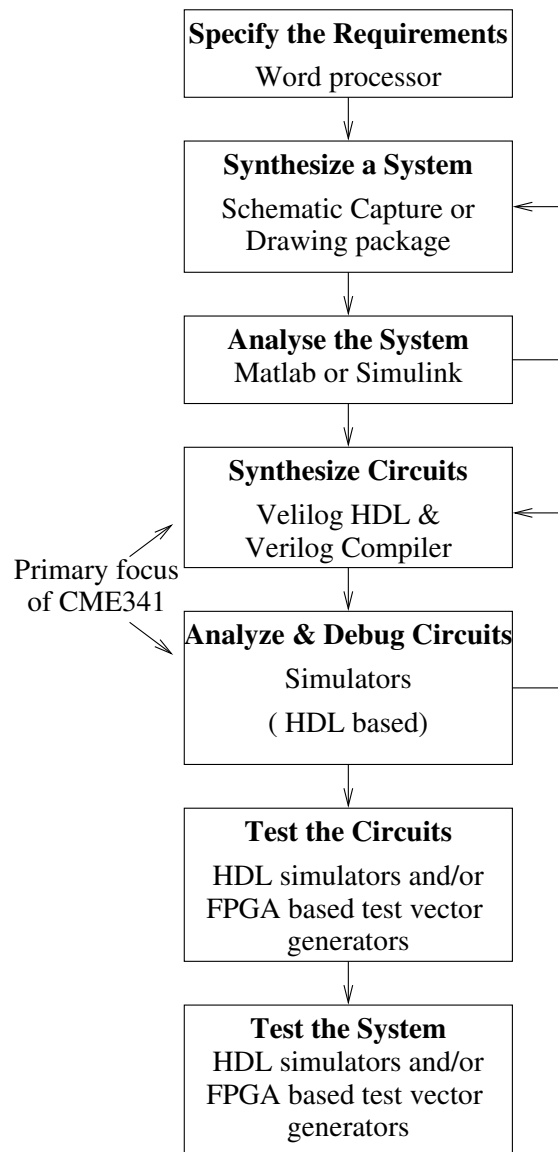 Specify the Requirements
Word processor
Synthesize a System
Schematic Capture or
Drawing package
Analyse the System
Matlab or Simulink
Synthesize Circuits
Velilog HDL &
Verilog Compiler
Primary focus
of CME341
Analyze & Debug Circuits
Simulators
( HDL based)
Test the Circuits
HDL simulators and/or
FPGA based test vector
generators
Test the System
HDL simulators and/or
FPGA based test vector
generators